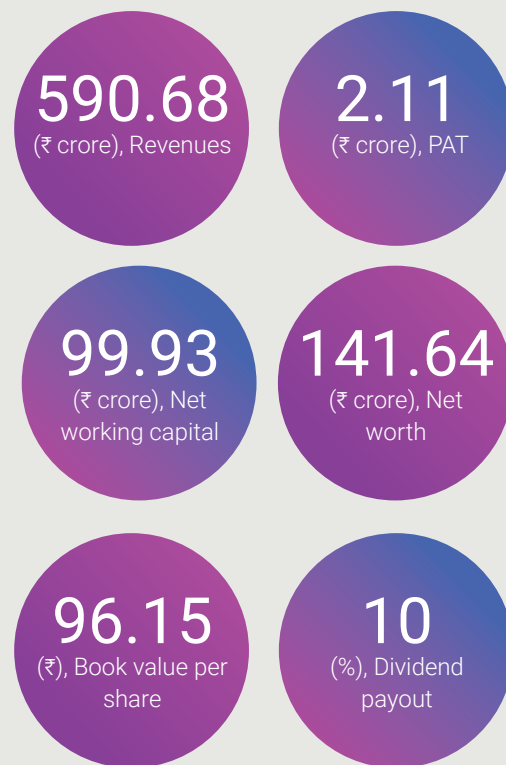 590.68
(₹ crore), Revenues
2.11
(₹ crore), PAT
99.93
(₹ crore), Net
working capital
141.64
(₹ crore), Net
worth
96.15
(₹), Book value per
share
10
(%), Dividend
payout